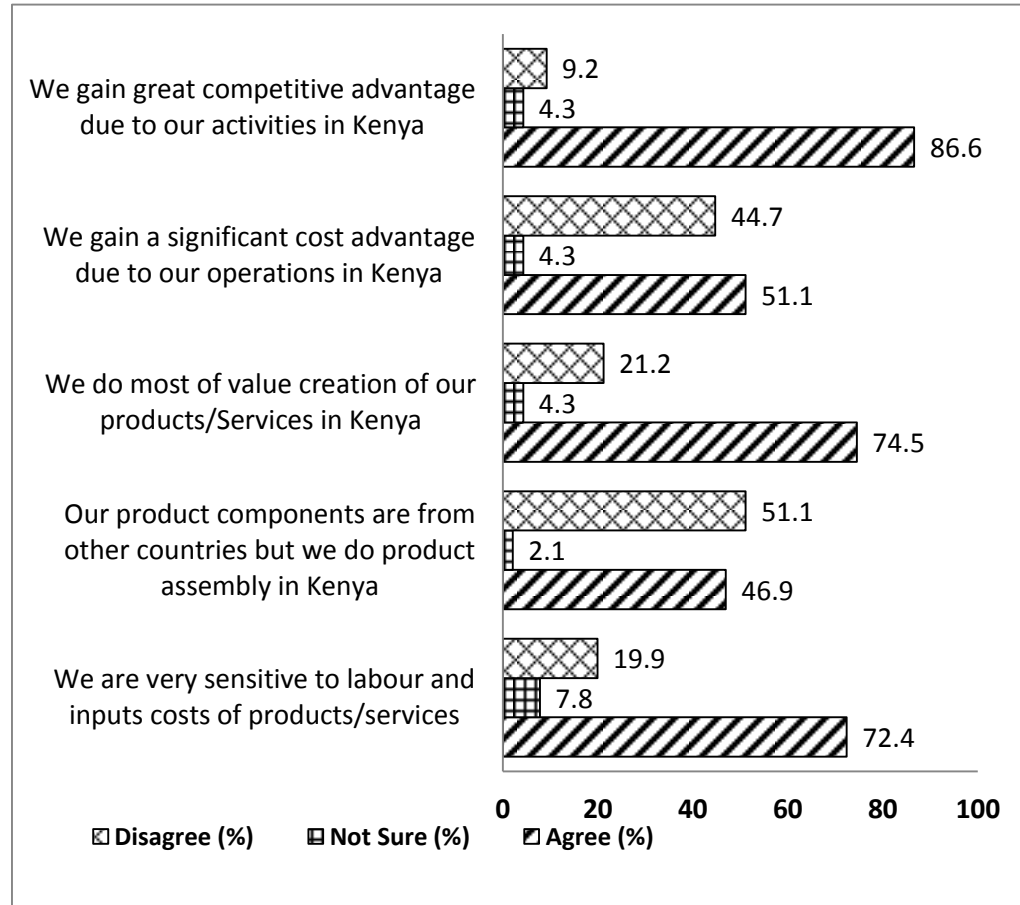 We gain great competitive advantage
due to our activities in Kenya
9.2
4.3
86.6
We gain a significant cost advantage
due to our operations in Kenya
44.7
4.3
51.1
We do most of value creation of our
products/Services in Kenya
21.2
4.3
74.5
Our product components are from
other countries but we do product
assembly in Kenya
51.1
2.1
46.9
We are very sensitive to labour and
inputs costs of products/services
19.9
7.8
72.4
0 20 40 60 80 100
Disagree (%) Not Sure (%) Agree (%)